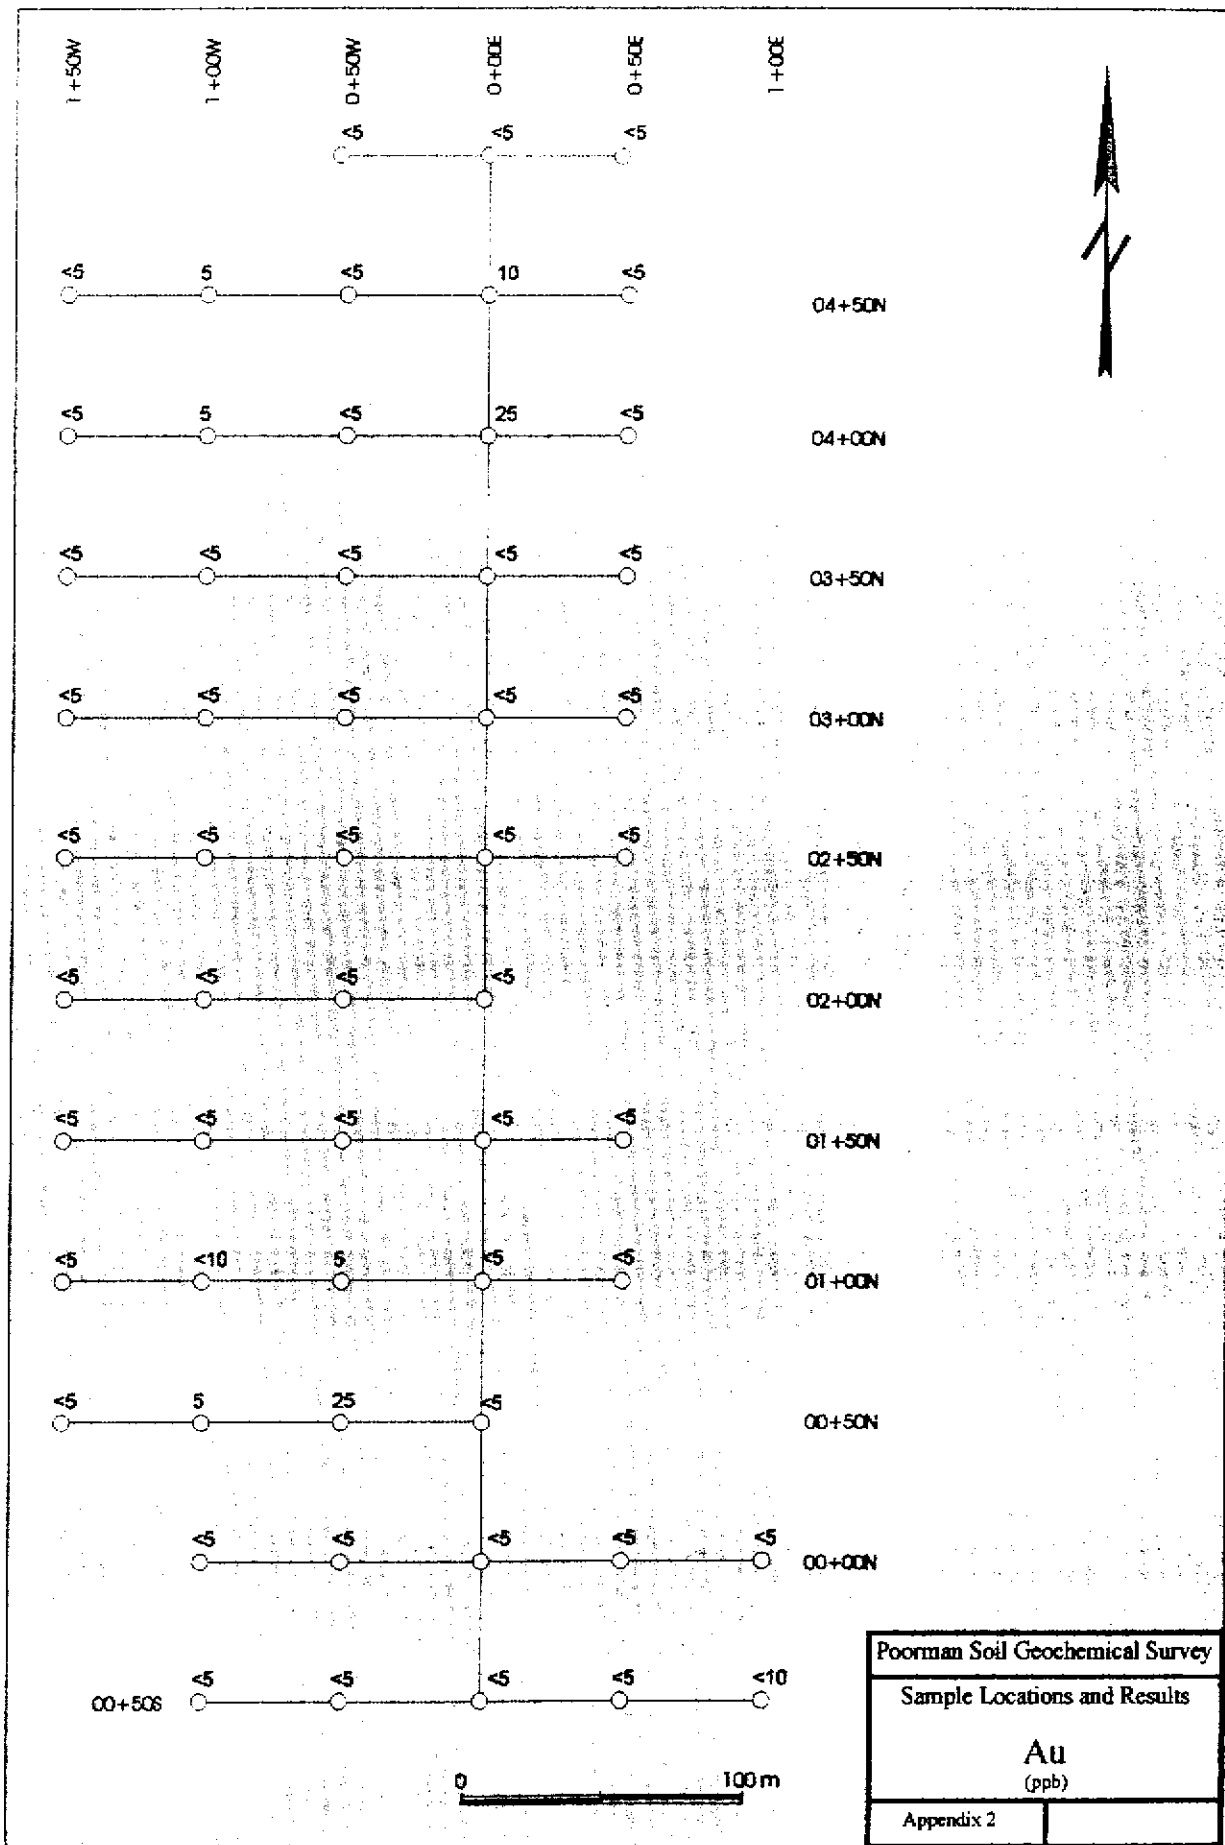 1+50W 1+00W 0+50W 0+00E 0+50E 1+00E
<5 <5 <5
<5 5 <5 10 <5
04+50N
<5 5 <5 25 <5
04+00N
<5 <5 <5 <5 <5
03+50N
<5 <5 <5 <5 <5
03+00N
<5 <5 <5 <5 <5
02+50N
<5 <5 <5 <5
02+00N
<5 <5 <5 <5 <5
01+50N
<5 <10 5 <5 <5
01+00N
<5 5 25 <5
00+50N
<5 <5 <5 <5 <5
00+00N
<5 <5 <5 <5 <10
00+50S
0 100m
Poorman Soil Geochemical Survey
Sample Locations and Results
Au
(ppb)
Appendix 2